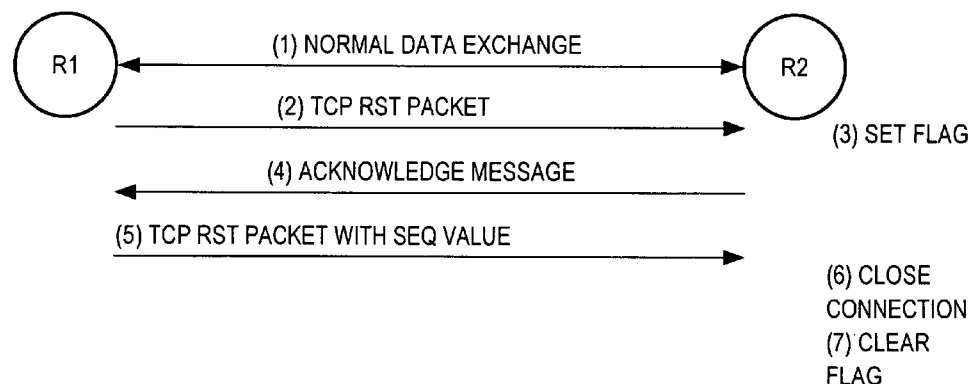 (1) NORMAL DATA EXCHANGE
R1
R2
(2) TCP RST PACKET
(3) SET FLAG
(4) ACKNOWLEDGE MESSAGE
(5) TCP RST PACKET WITH SEQ VALUE
(6) CLOSE
CONNECTION
(7) CLEAR
FLAG